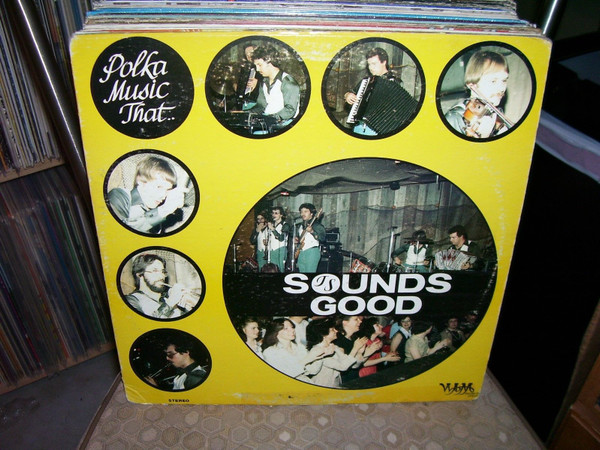 Polka
Music
That..
SOUNDS
GOOD
STEREO